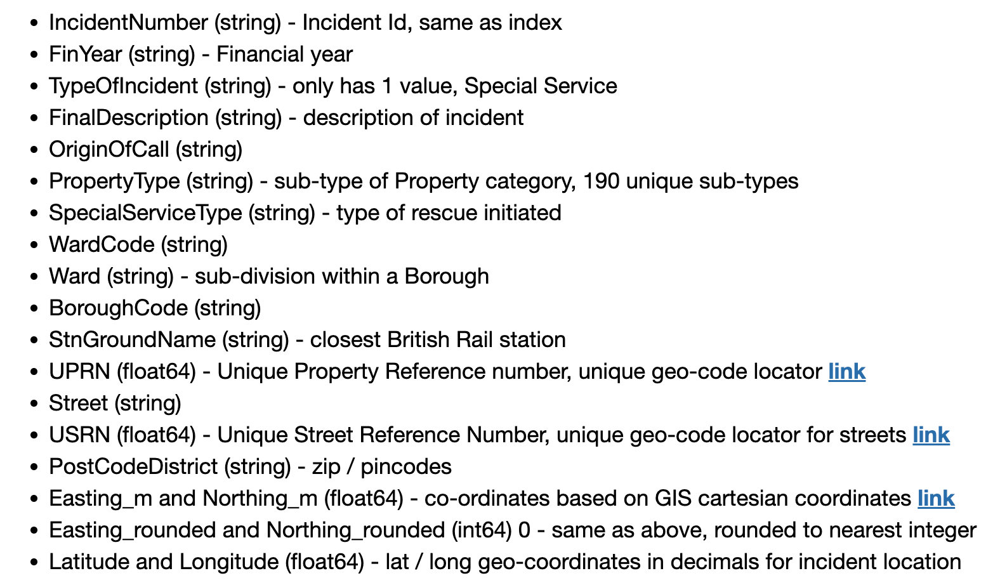 • IncidentNumber (string) - Incident Id, same as index
• FinYear (string) - Financial year
• TypeOfIncident (string) - only has 1 value, Special Service
• FinalDescription (string) - description of incident
• OriginOfCall (string)
• PropertyType (string) - sub-type of Property category, 190 unique sub-types
• SpecialServiceType (string) - type of rescue initiated
• WardCode (string)
• Ward (string) - sub-division within a Borough
• BoroughCode (string)
• StnGroundName (string) - closest British Rail station
• UPRN (float64) - Unique Property Reference number, unique geo-code locator link
• Street (string)
• USRN (float64) - Unique Street Reference Number, unique geo-code locator for streets link
• PostCodeDistrict (string) - zip / pincodes
• Easting_m and Northing_m (float64) - co-ordinates based on GIS cartesian coordinates link
• Easting_rounded and Northing_rounded (int64) 0 - same as above, rounded to nearest integer
• Latitude and Longitude (float64) - lat / long geo-coordinates in decimals for incident location